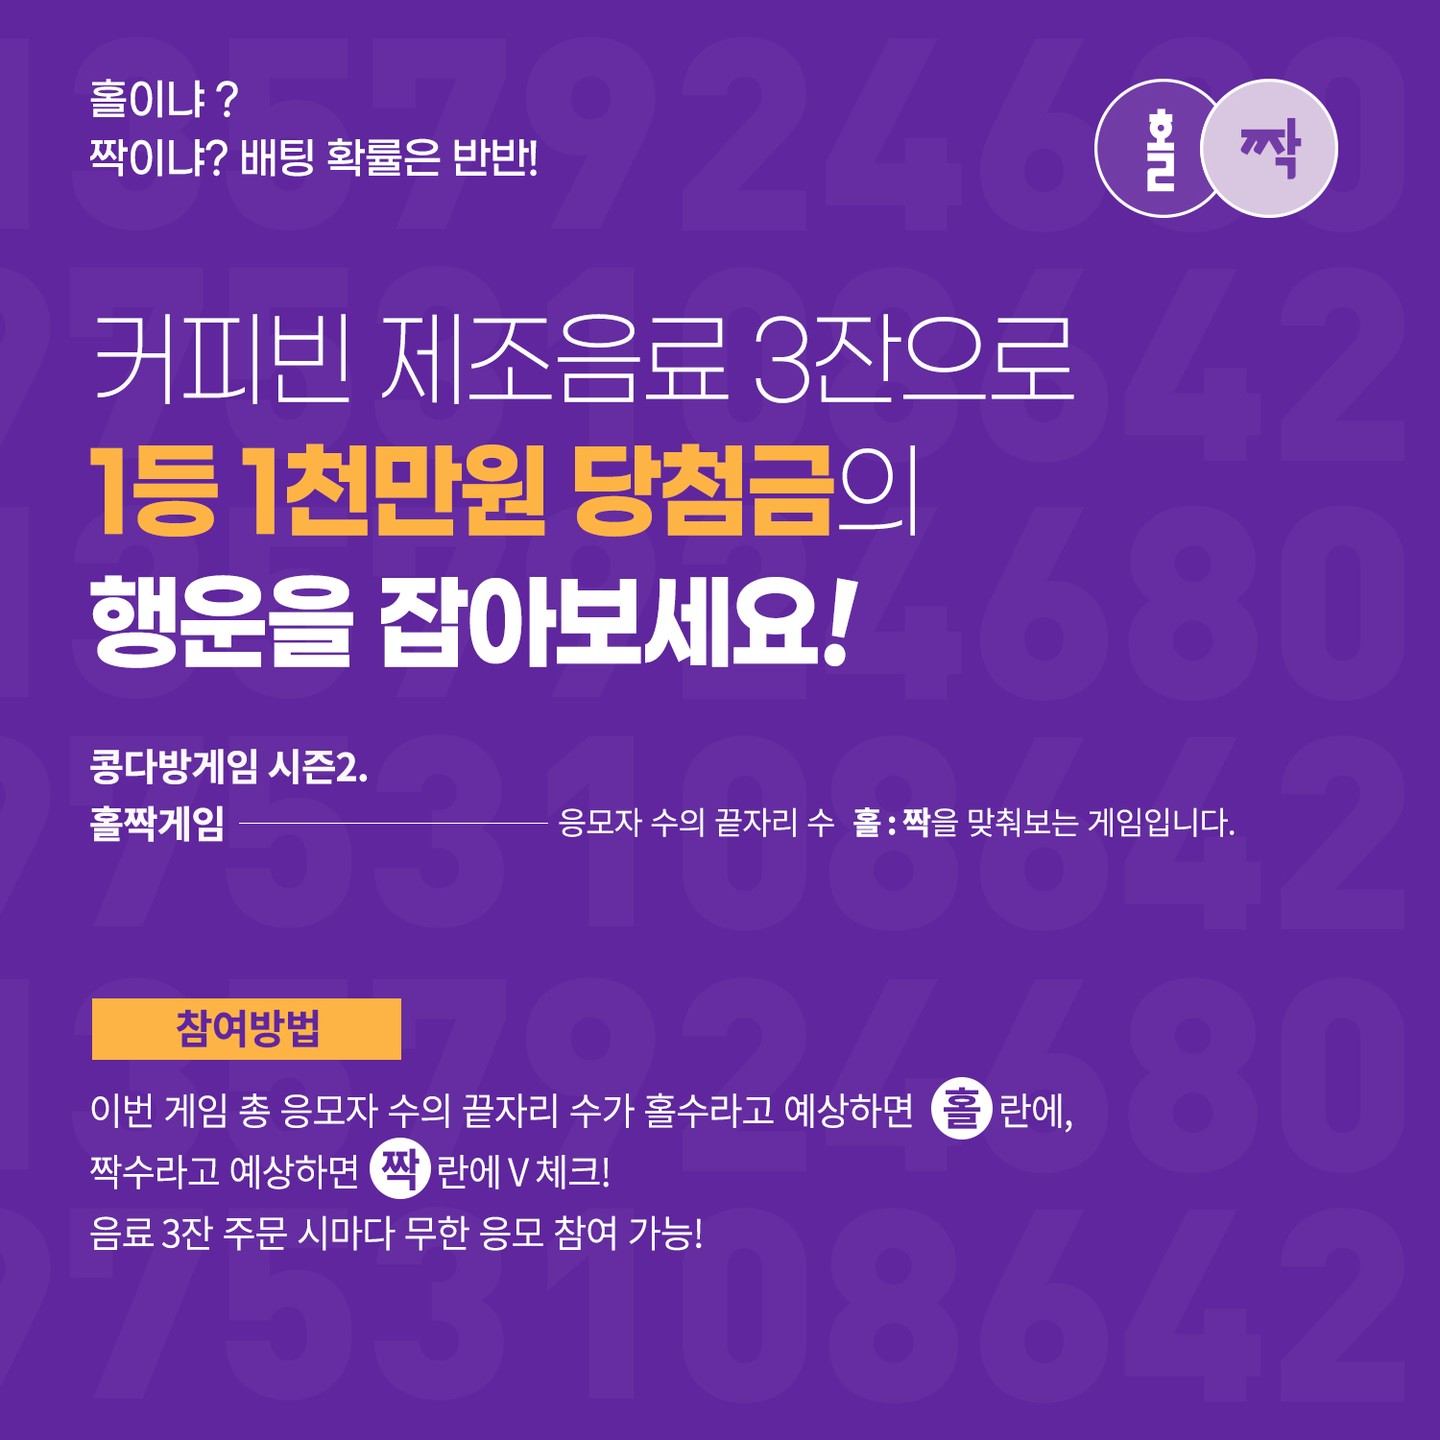 홀이냐 ?
짝이냐? 배팅 확률은 반반!
홀 짝
커피빈 제조음료 3잔으로
1등 1천만원 당첨금의
행운을 잡아보세요!
콩다방게임 시즌2.
홀짝게임 응모자 수의 끝자리 수 홀 : 짝을 맞춰보는 게임입니다.
참여방법
이번 게임 총 응모자 수의 끝자리 수가 홀수라고 예상하면 홀 란에,
짝수라고 예상하면 짝 란에 V 체크!
음료 3잔 주문 시마다 무한 응모 참여 가능!